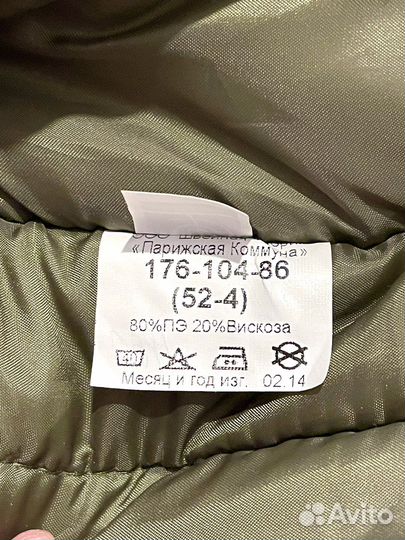 «Парижская Коммуна»
176-104-86
(52-4)
80%ПЭ 20%Вискоза
Месяц и год изг. 02.14
Avito